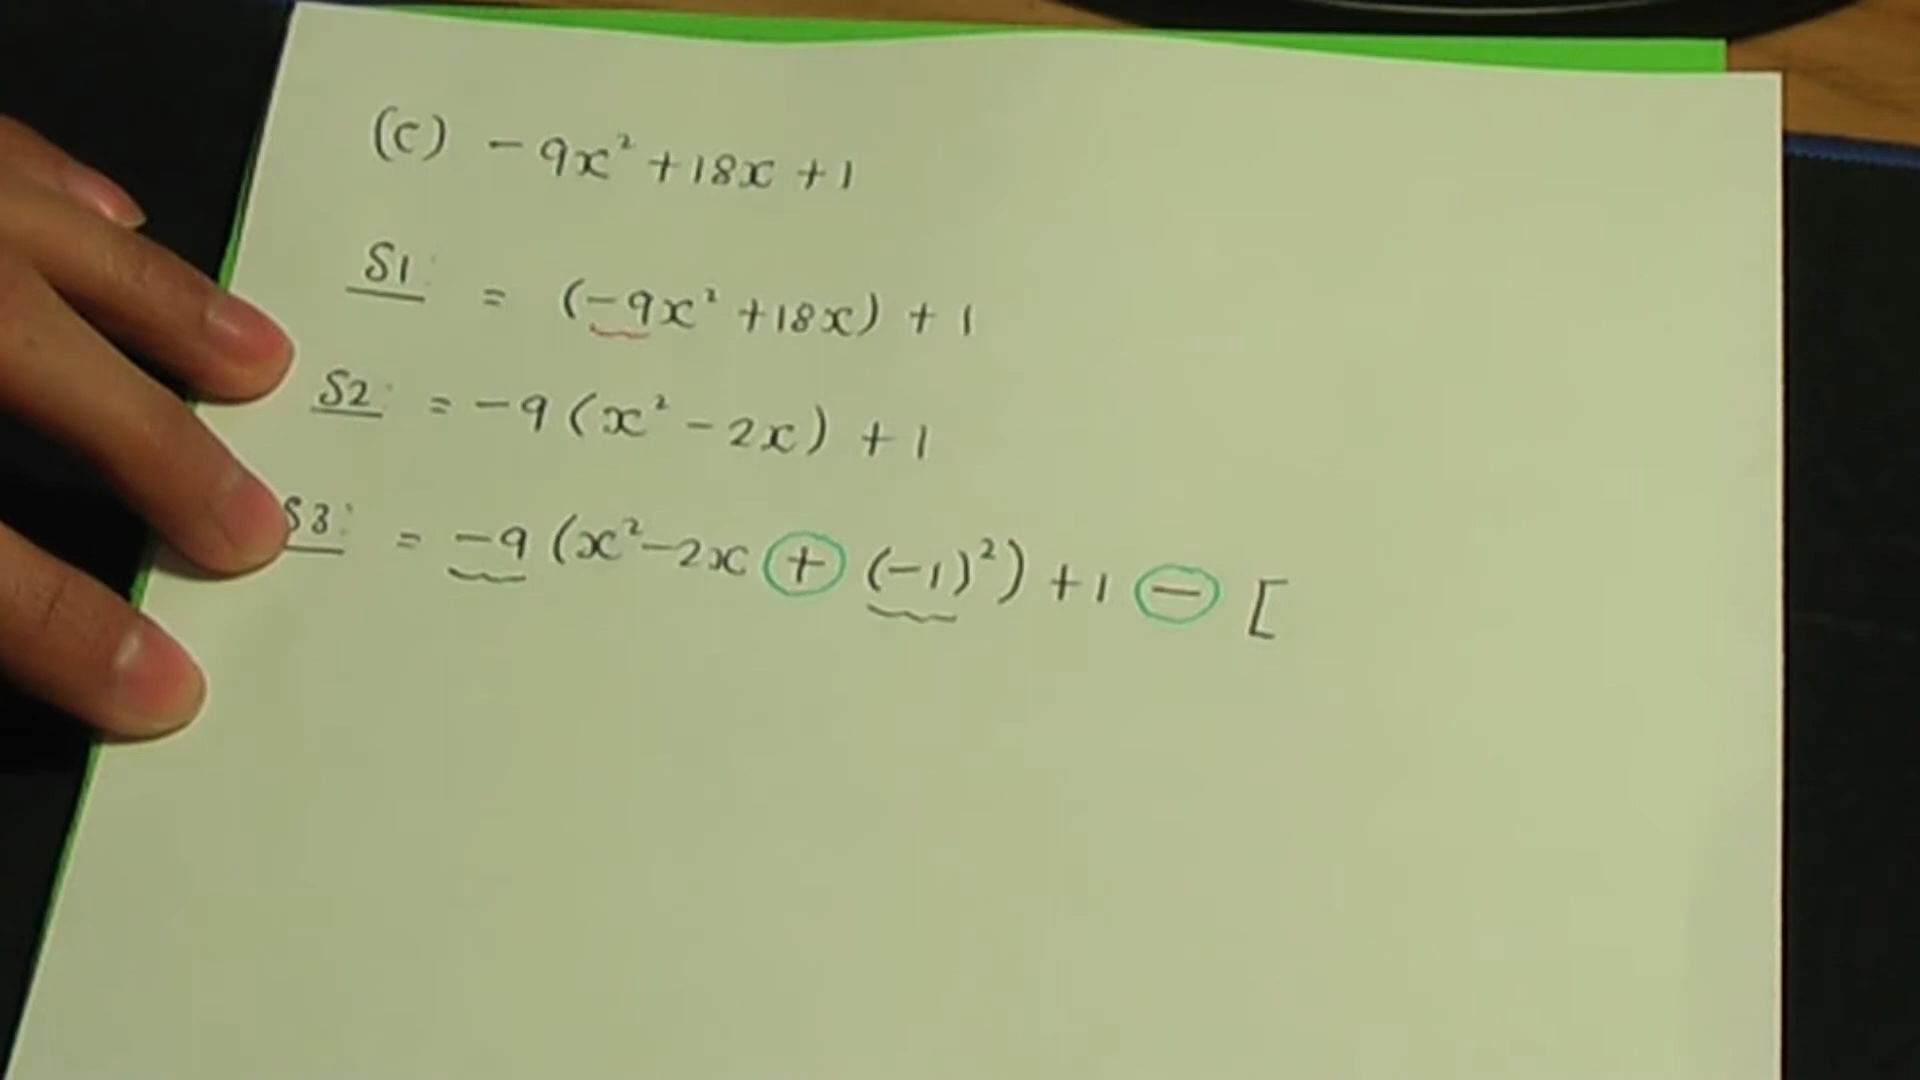 (c) -9x² +18x +1
S1: = (-9x² +18x) + 1
S2: = -9 (x² - 2x) + 1
S3: = -9 (x² -2x + (-1)²) +1 - [